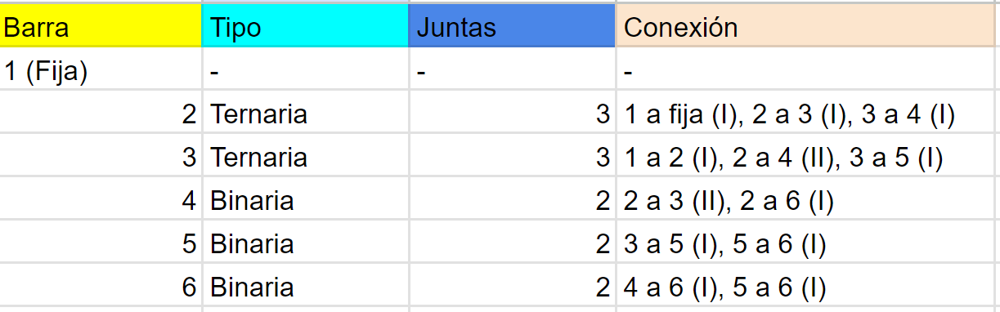 Barra Tipo Juntas Conexión
1 (Fija) - - -
2 Ternaria 3 1 a fija (I), 2 a 3 (I), 3 a 4 (I)
3 Ternaria 3 1 a 2 (I), 2 a 4 (II), 3 a 5 (I)
4 Binaria 2 2 a 3 (II), 2 a 6 (I)
5 Binaria 2 3 a 5 (I), 5 a 6 (I)
6 Binaria 2 4 a 6 (I), 5 a 6 (I)